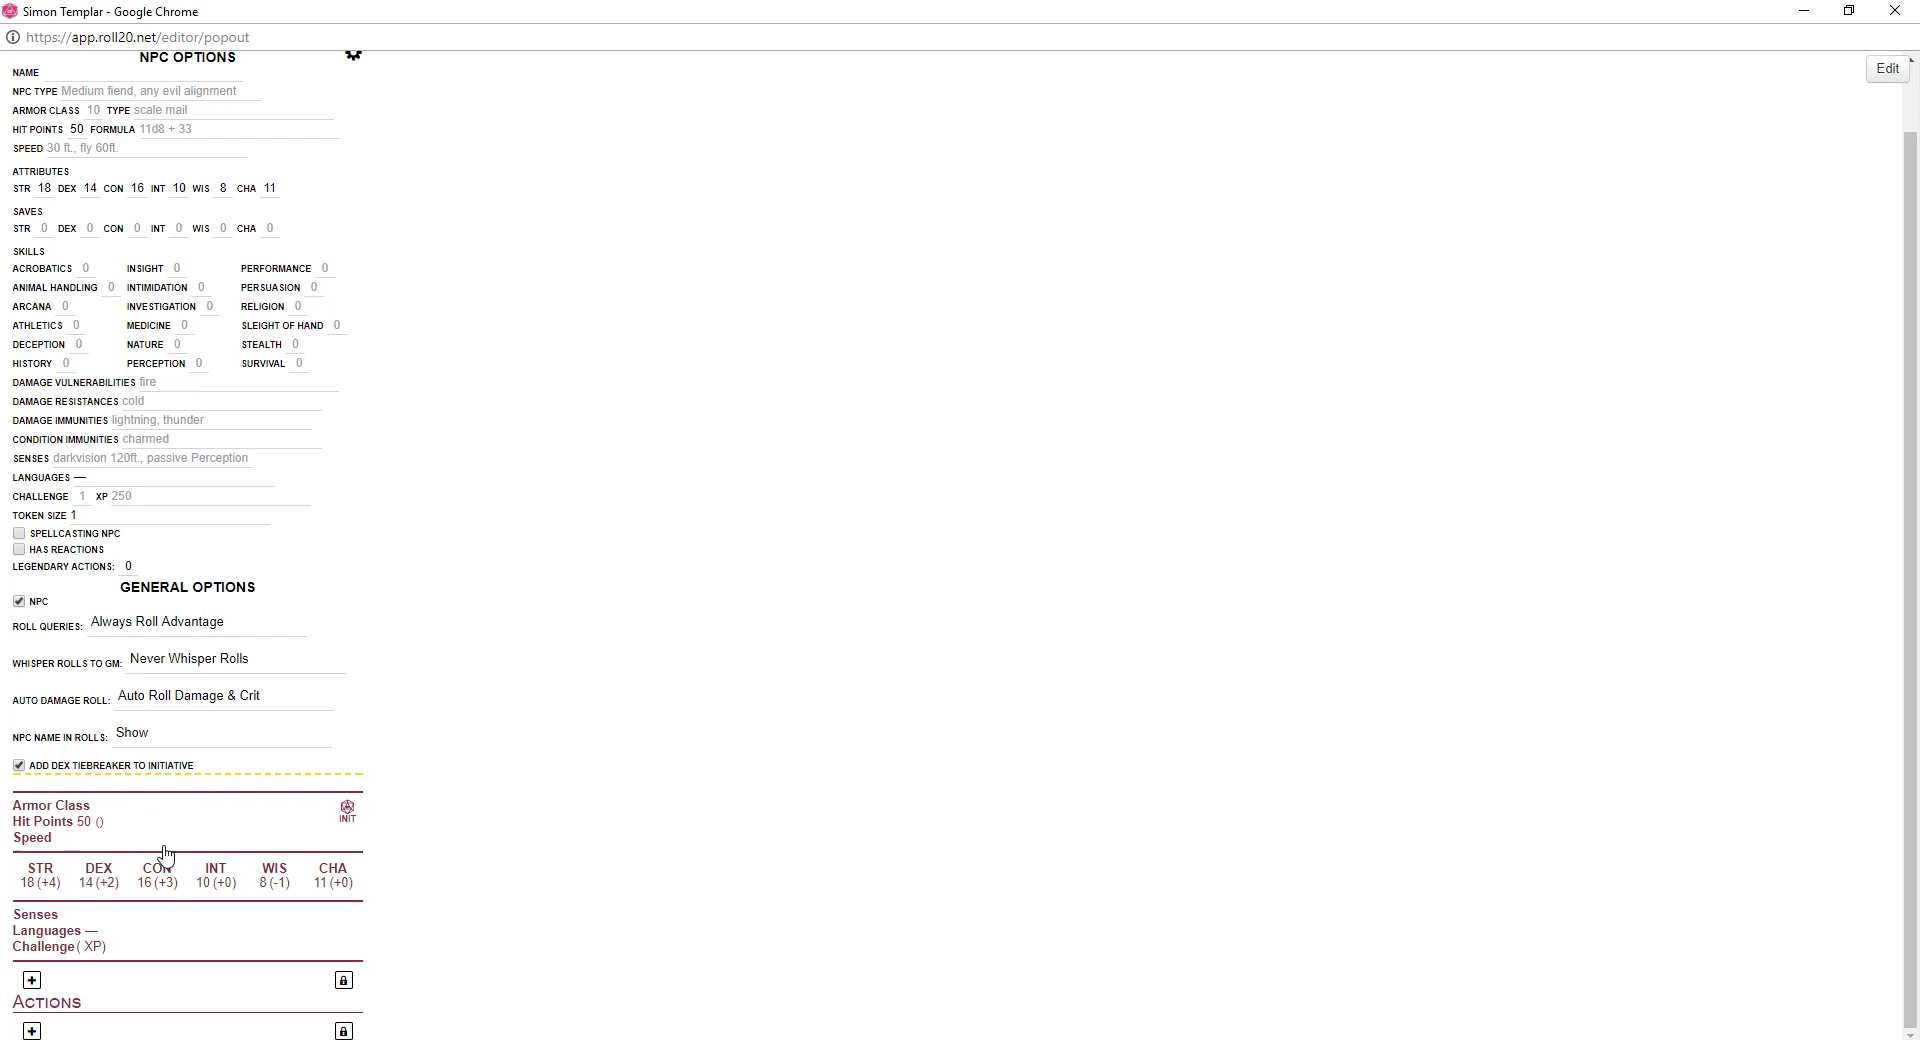 Simon Templar - Google Chrome
https://app.roll20.net/editor/popout
Edit
NPC OPTIONS
NAME
NPC TYPE Medium fiend, any evil alignment
ARMOR CLASS 10 TYPE scale mail
HIT POINTS 50 FORMULA 11d8 + 33
SPEED 30 ft., fly 60ft.
ATTRIBUTES
STR 18 DEX 14 CON 16 INT 10 WIS 8 CHA 11
SAVES
STR 0 DEX 0 CON 0 INT 0 WIS 0 CHA 0
SKILLS
ACROBATICS 0 INSIGHT 0 PERFORMANCE 0
ANIMAL HANDLING 0 INTIMIDATION 0 PERSUASION 0
ARCANA 0 INVESTIGATION 0 RELIGION 0
ATHLETICS 0 MEDICINE 0 SLEIGHT OF HAND 0
DECEPTION 0 NATURE 0 STEALTH 0
HISTORY 0 PERCEPTION 0 SURVIVAL 0
DAMAGE VULNERABILITIES fire
DAMAGE RESISTANCES cold
DAMAGE IMMUNITIES lightning, thunder
CONDITION IMMUNITIES charmed
SENSES darkvision 120ft., passive Perception
LANGUAGES —
CHALLENGE 1 XP 250
TOKEN SIZE 1
SPELLCASTING NPC
HAS REACTIONS
LEGENDARY ACTIONS: 0
GENERAL OPTIONS
NPC
ROLL QUERIES: Always Roll Advantage
WHISPER ROLLS TO GM: Never Whisper Rolls
AUTO DAMAGE ROLL: Auto Roll Damage & Crit
NPC NAME IN ROLLS: Show
ADD DEX TIEBREAKER TO INITIATIVE
Armor Class
INIT
Hit Points 50 ()
Speed
STR DEX CON INT WIS CHA
18 (+4) 14 (+2) 16 (+3) 10 (+0) 8 (-1) 11 (+0)
Senses
Languages —
Challenge ( XP)
+
ACTIONS
+